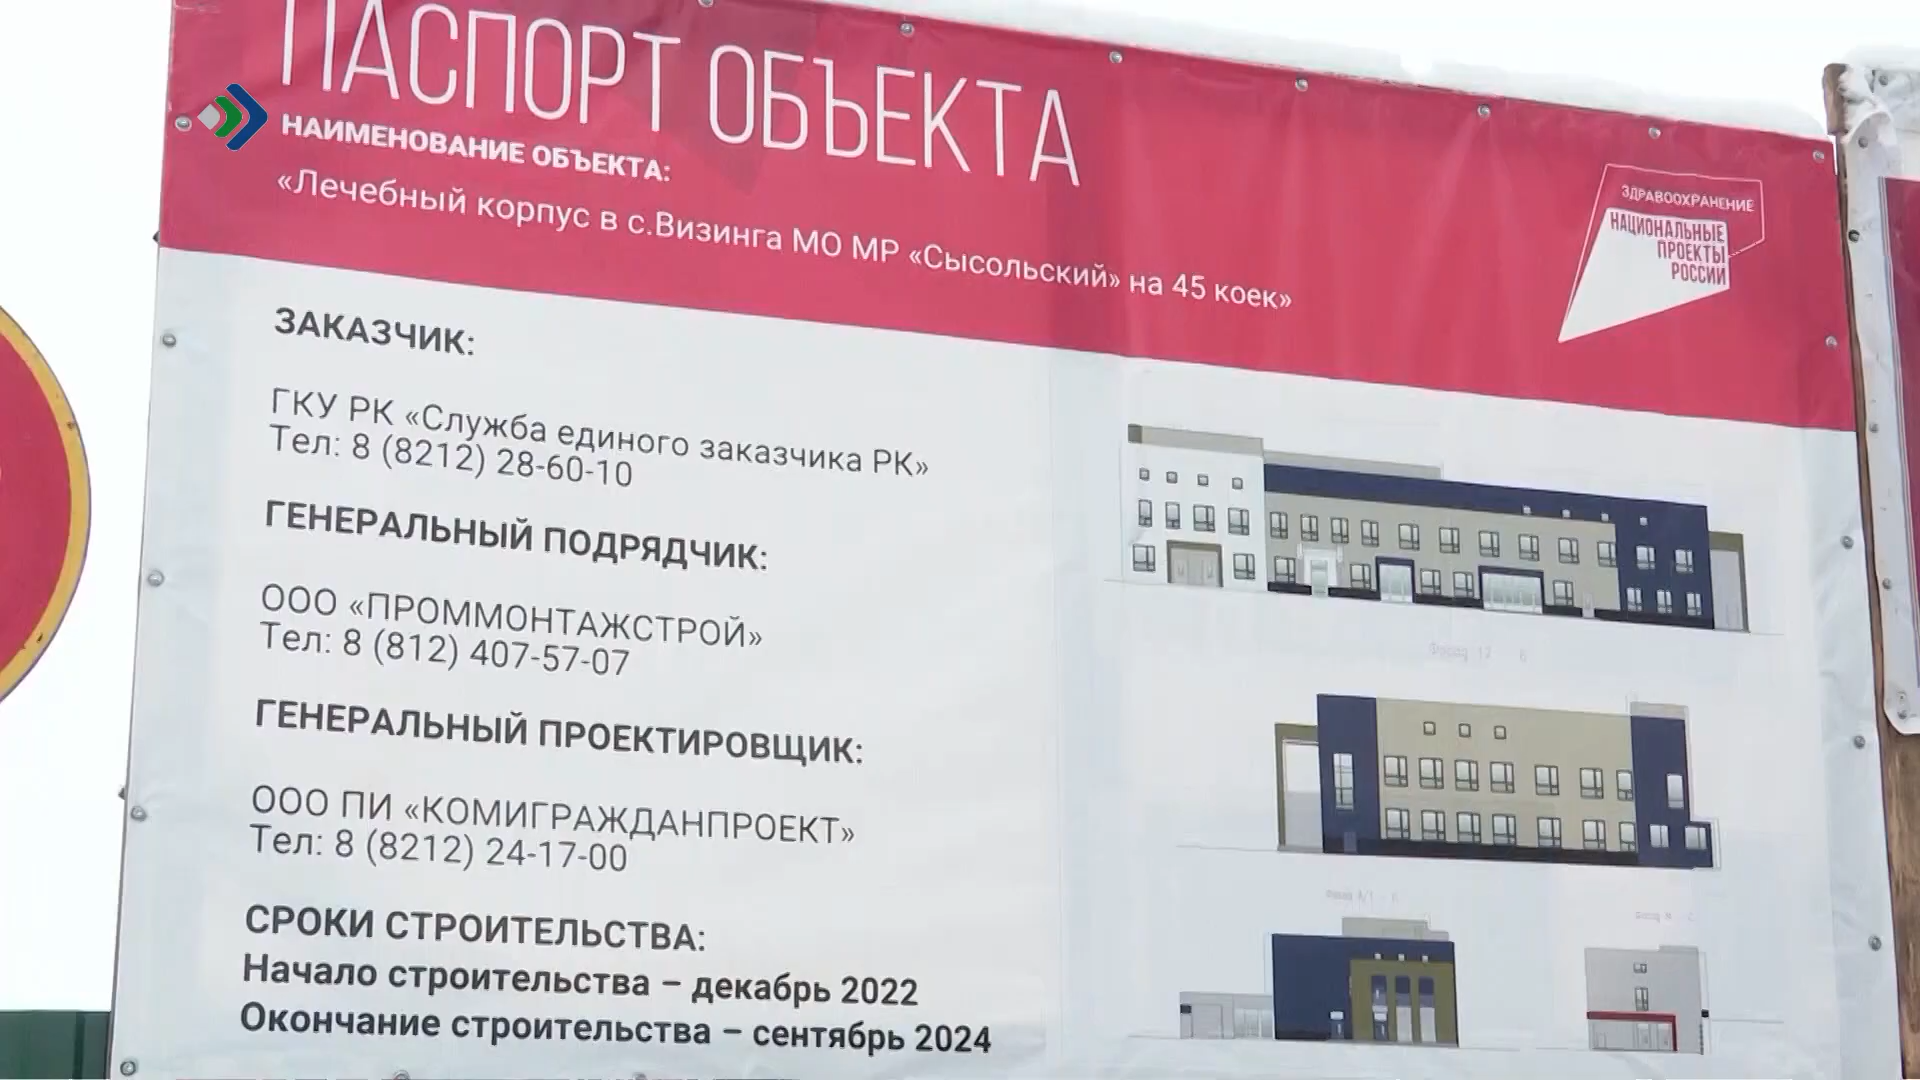 ПАСПОРТ ОБЪЕКТА
НАИМЕНОВАНИЕ ОБЪЕКТА:
«Лечебный корпус в с.Визинга МО МР «Сысольский» на 45 коек»
ЗДРАВООХРАНЕНИЕ
НАЦИОНАЛЬНЫЕ
ПРОЕКТЫ
РОССИИ
ЗАКАЗЧИК:
ГКУ РК «Служба единого заказчика РК»
Тел: 8 (8212) 28-60-10
ГЕНЕРАЛЬНЫЙ ПОДРЯДЧИК:
ООО «ПРОММОНТАЖСТРОЙ»
Тел: 8 (812) 407-57-07
ГЕНЕРАЛЬНЫЙ ПРОЕКТИРОВЩИК:
ООО ПИ «КОМИГРАЖДАНПРОЕКТ»
Тел: 8 (8212) 24-17-00
СРОКИ СТРОИТЕЛЬСТВА:
Начало строительства – декабрь 2022
Окончание строительства – сентябрь 2024